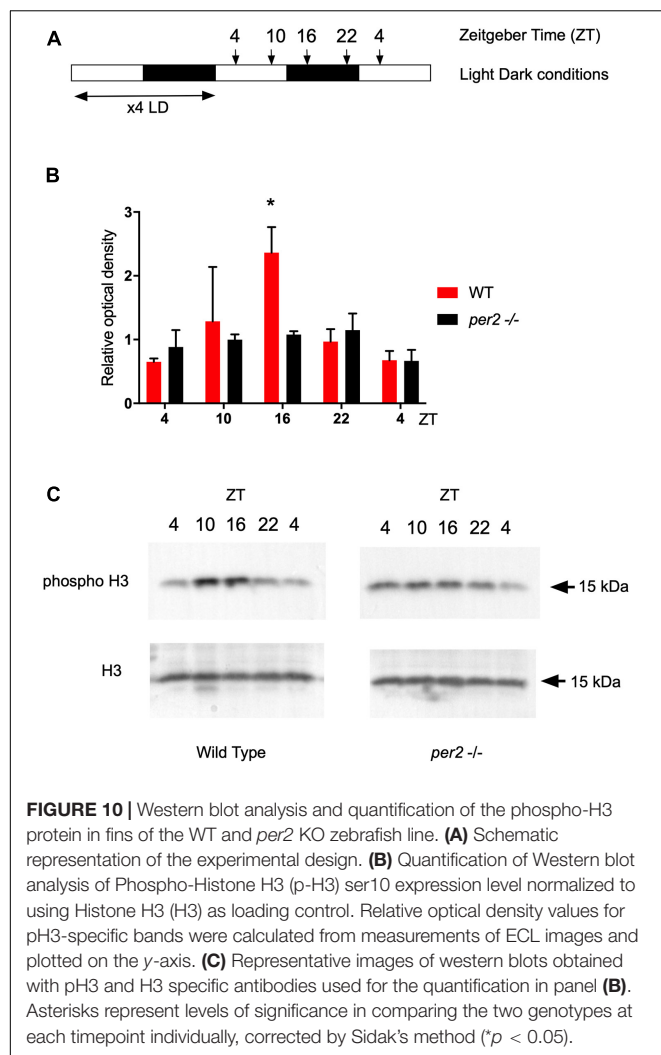 A
4 10 16 22 4 Zeitgeber Time (ZT)
Light Dark conditions
x4 LD
B
*
3
2
1
0
Relative optical density
WT
per2 -/-
4 10 16 22 4 ZT
C
ZT ZT
4 10 16 22 4 4 10 16 22 4
phospho H3 15 kDa
H3 15 kDa
Wild Type per2 -/-
FIGURE 10 | Western blot analysis and quantification of the phospho-H3
protein in fins of the WT and per2 KO zebrafish line. (A) Schematic
representation of the experimental design. (B) Quantification of Western blot
analysis of Phospho-Histone H3 (p-H3) ser10 expression level normalized to
using Histone H3 (H3) as loading control. Relative optical density values for
pH3-specific bands were calculated from measurements of ECL images and
plotted on the y-axis. (C) Representative images of western blots obtained
with pH3 and H3 specific antibodies used for the quantification in panel (B).
Asterisks represent levels of significance in comparing the two genotypes at
each timepoint individually, corrected by Sidak's method (*p < 0.05).